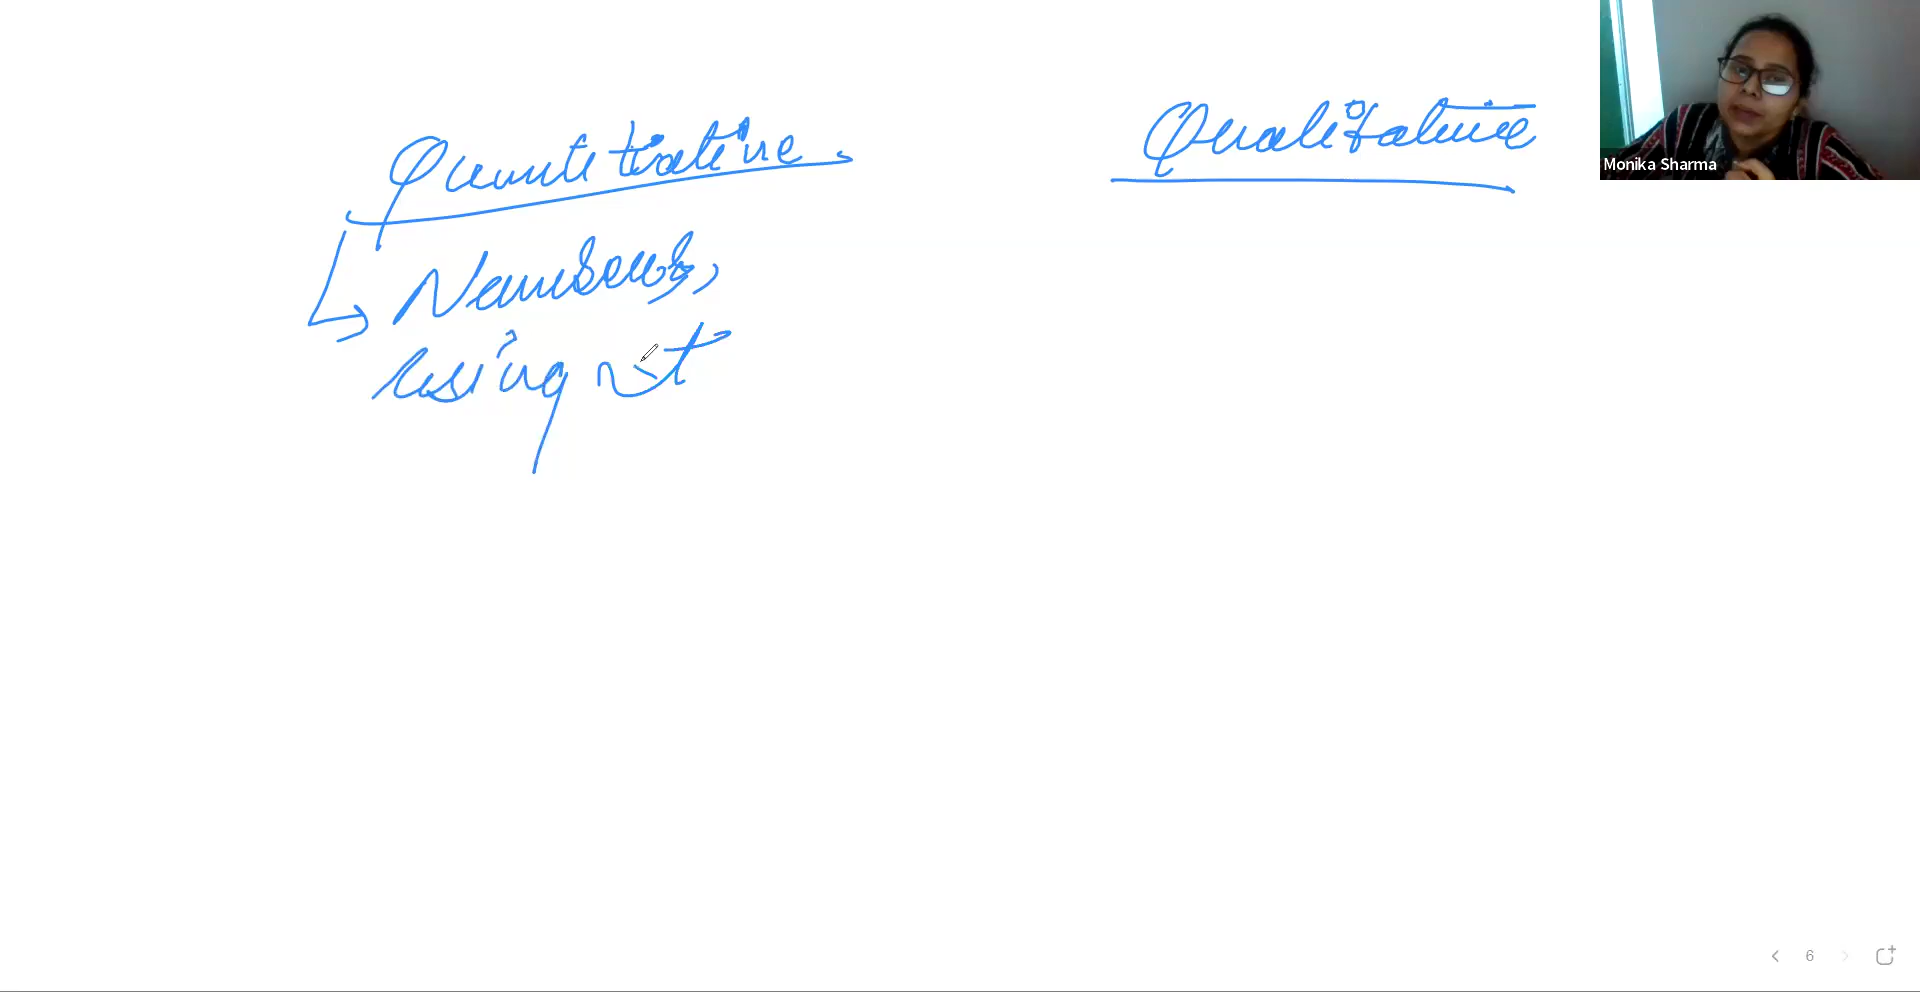 Quantitative
Qualitative
Numbers,
using
Monika Sharma
6